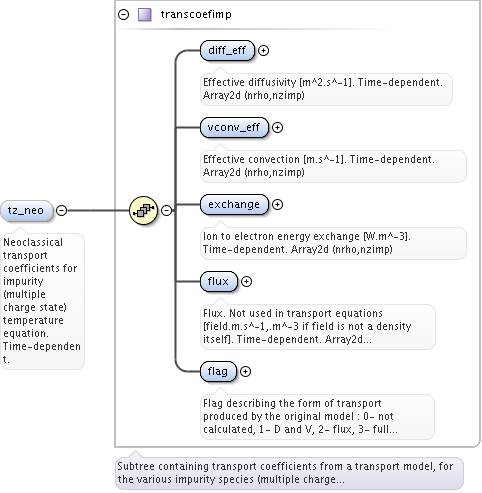 transcoefimp
diff_eff
Effective diffusivity [m^2.s^-1]. Time-dependent.
Array2d (nrho,nzimp)
vconv_eff
Effective convection [m.s^-1]. Time-dependent.
Array2d (nrho,nzimp)
tz_neo
Neoclassical
transport
coefficients for
impurity
(multiple
charge state)
temperature
equation.
Time-dependen
t.
exchange
Ion to electron energy exchange [W.m^-3].
Time-dependent. Array2d (nrho,nzimp)
flux
Flux. Not used in transport equations
[field.m.s^-1,.m^-3 if field is not a density
itself]. Time-dependent. Array2d...
flag
Flag describing the form of transport
produced by the original model : 0- not
calculated, 1- D and V, 2- flux, 3- full...
Subtree containing transport coefficients from a transport model, for
the various impurity species (multiple charge...